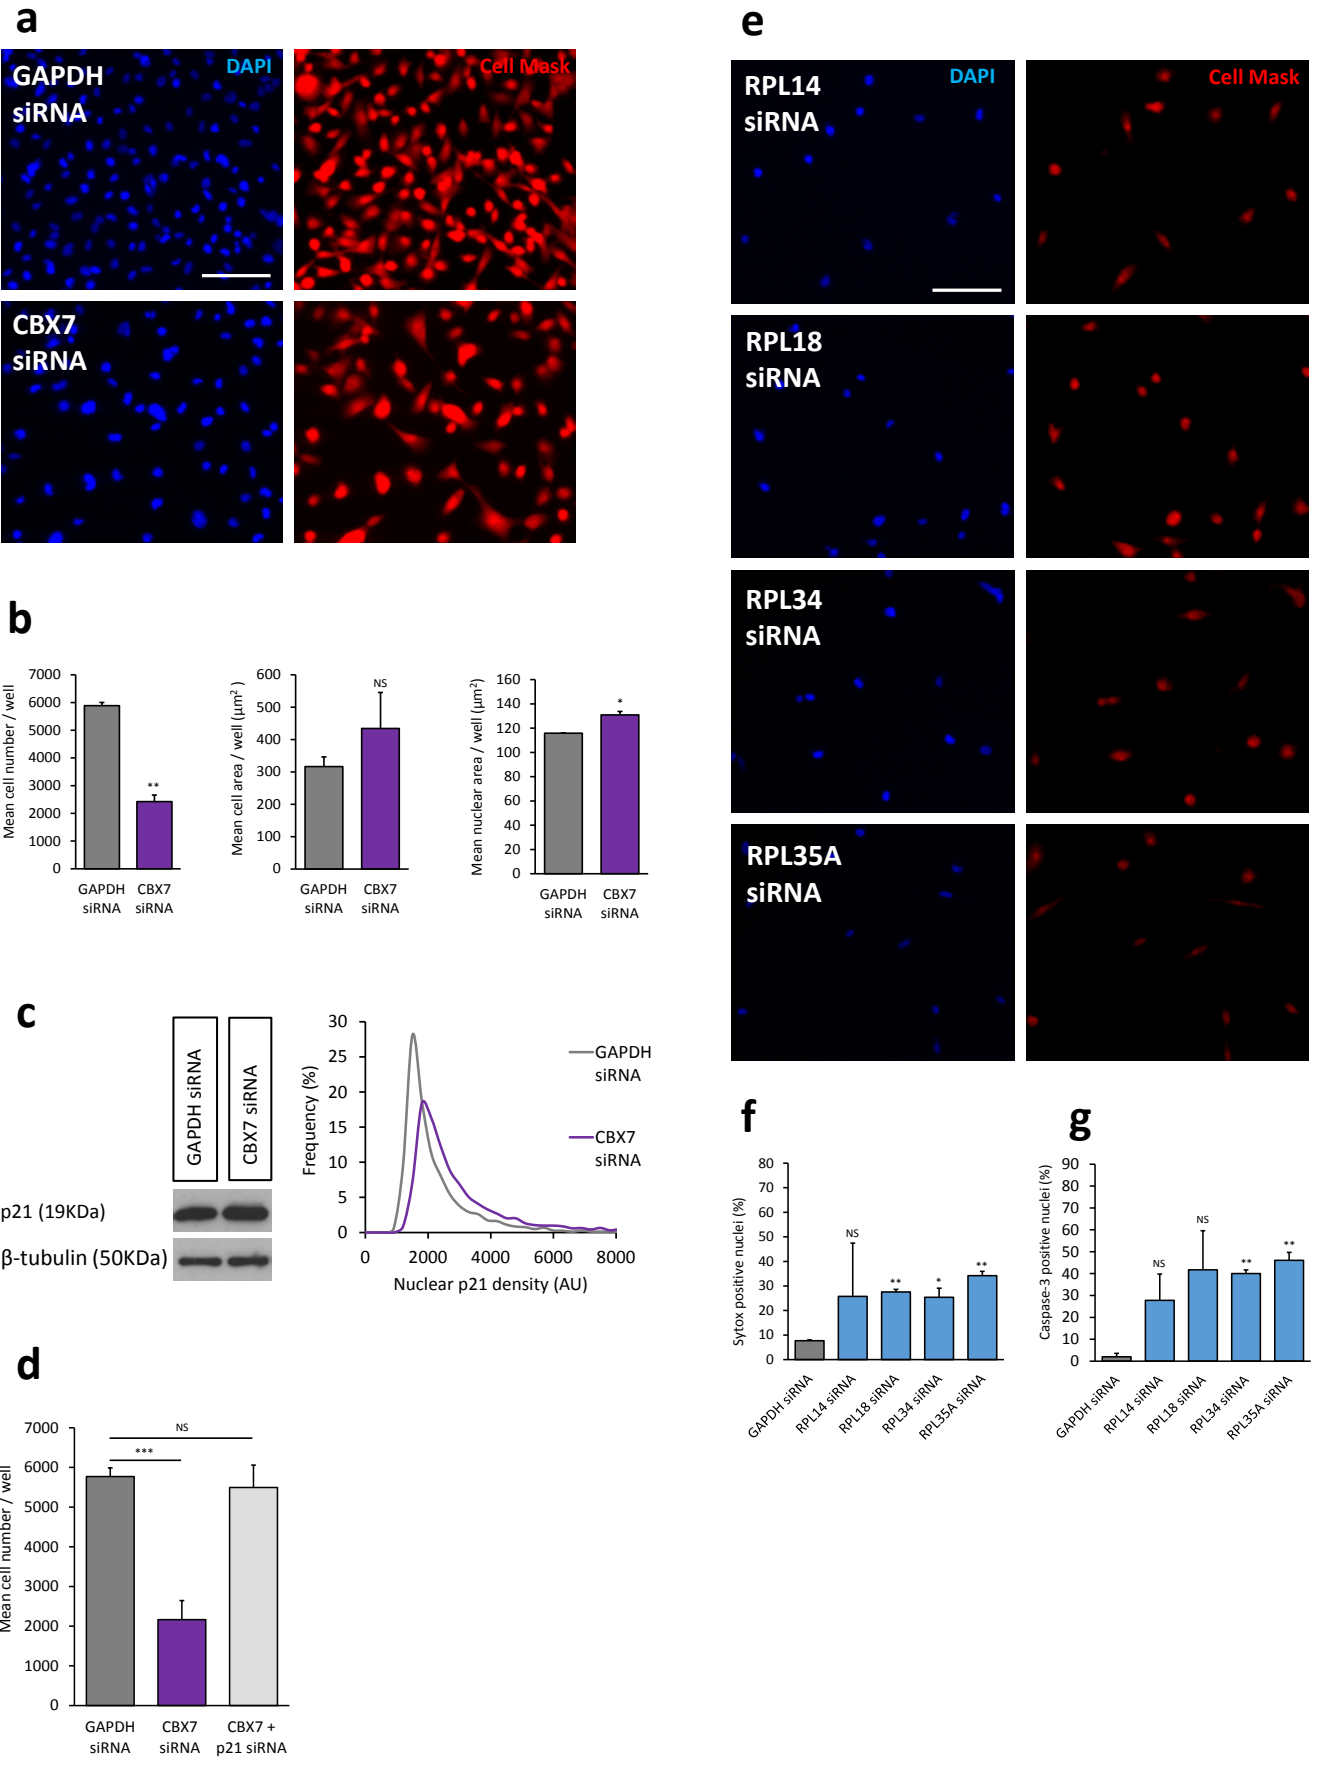 a
GAPDH
siRNA
DAPI
Cell Mask
CBX7
siRNA
b
Mean cell number / well
7000
6000
5000
4000
3000
2000
1000
0
**
GAPDH
siRNA
CBX7
siRNA
Mean cell area / well (µm²)
600
500
400
300
200
100
0
NS
GAPDH
siRNA
CBX7
siRNA
Mean nuclear area / well (µm²)
160
140
120
100
80
60
40
20
0
*
GAPDH
siRNA
CBX7
siRNA
c
GAPDH siRNA
CBX7 siRNA
p21 (19KDa)
β-tubulin (50KDa)
Frequency (%)
30
25
20
15
10
5
0
0 2000 4000 6000 8000
Nuclear p21 density (AU)
GAPDH
siRNA
CBX7
siRNA
d
Mean cell number / well
7000
6000
5000
4000
3000
2000
1000
0
NS
***
GAPDH
siRNA
CBX7
siRNA
CBX7 +
p21 siRNA
e
RPL14
siRNA
DAPI
Cell Mask
RPL18
siRNA
RPL34
siRNA
RPL35A
siRNA
f
Sytox positive nuclei (%)
80
70
60
50
40
30
20
10
0
NS
**
*
**
GAPDH siRNA
RPL14 siRNA
RPL18 siRNA
RPL34 siRNA
RPL35A siRNA
g
Caspase-3 positive nuclei (%)
90
80
70
60
50
40
30
20
10
0
NS
NS
**
**
GAPDH siRNA
RPL14 siRNA
RPL18 siRNA
RPL34 siRNA
RPL35A siRNA